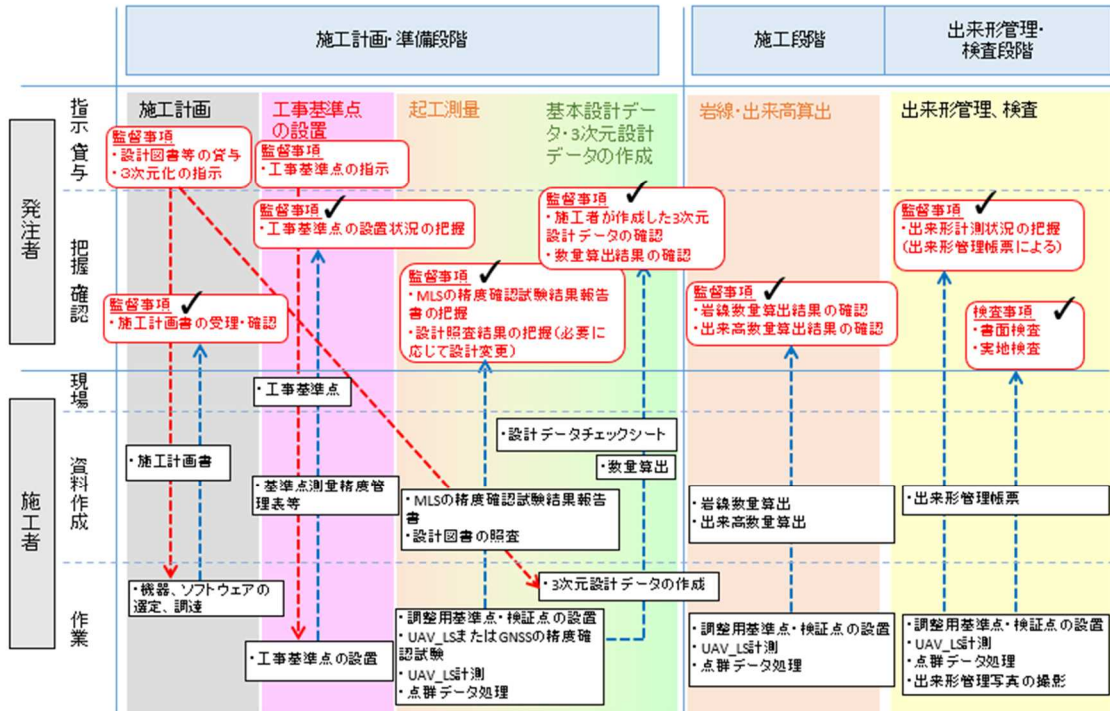 施工計画・準備段階
施工段階
出来形管理・
検査段階
発注者
指示
貸与
把握
確認
施工者
現場
資料作成
作業
施工計画
工事基準点
の設置
起工測量
基本設計デー
タ・3次元設計
データの作成
岩線・出来高算出
出来形管理、検査
監督事項
・設計図書等の貸与
・3次元化の指示
監督事項
・工事基準点の指示
監督事項
・工事基準点の設置状況の把握
監督事項
・施工計画書の受理・確認
監督事項
・MLSの精度確認試験結果報告
書の把握
・設計照査結果の把握(必要に
応じて設計変更)
監督事項
・施工者が作成した3次元
設計データの確認
・数量算出結果の確認
監督事項
・岩線数量算出結果の確認
・出来高数量算出結果の確認
監督事項
・出来形計測状況の把握
(出来形管理帳票による)
検査事項
・書面検査
・実地検査
・工事基準点
・施工計画書
・基準点測量精度管
理表等
・設計データチェックシート
・数量算出
・MLSの精度確認試験結果報告
書
・設計図書の照査
・岩線数量算出
・出来高数量算出
・出来形管理帳票
・機器、ソフトウェアの
選定、調達
・工事基準点の設置
・3次元設計データの作成
・調整用基準点・検証点の設置
・UAV_LSまたはGNSSの精度確
認試験
・UAV_LS計測
・点群データ処理
・調整用基準点・検証点の設置
・UAV_LS計測
・点群データ処理
・調整用基準点・検証点の設置
・UAV_LS計測
・点群データ処理
・出来形管理写真の撮影